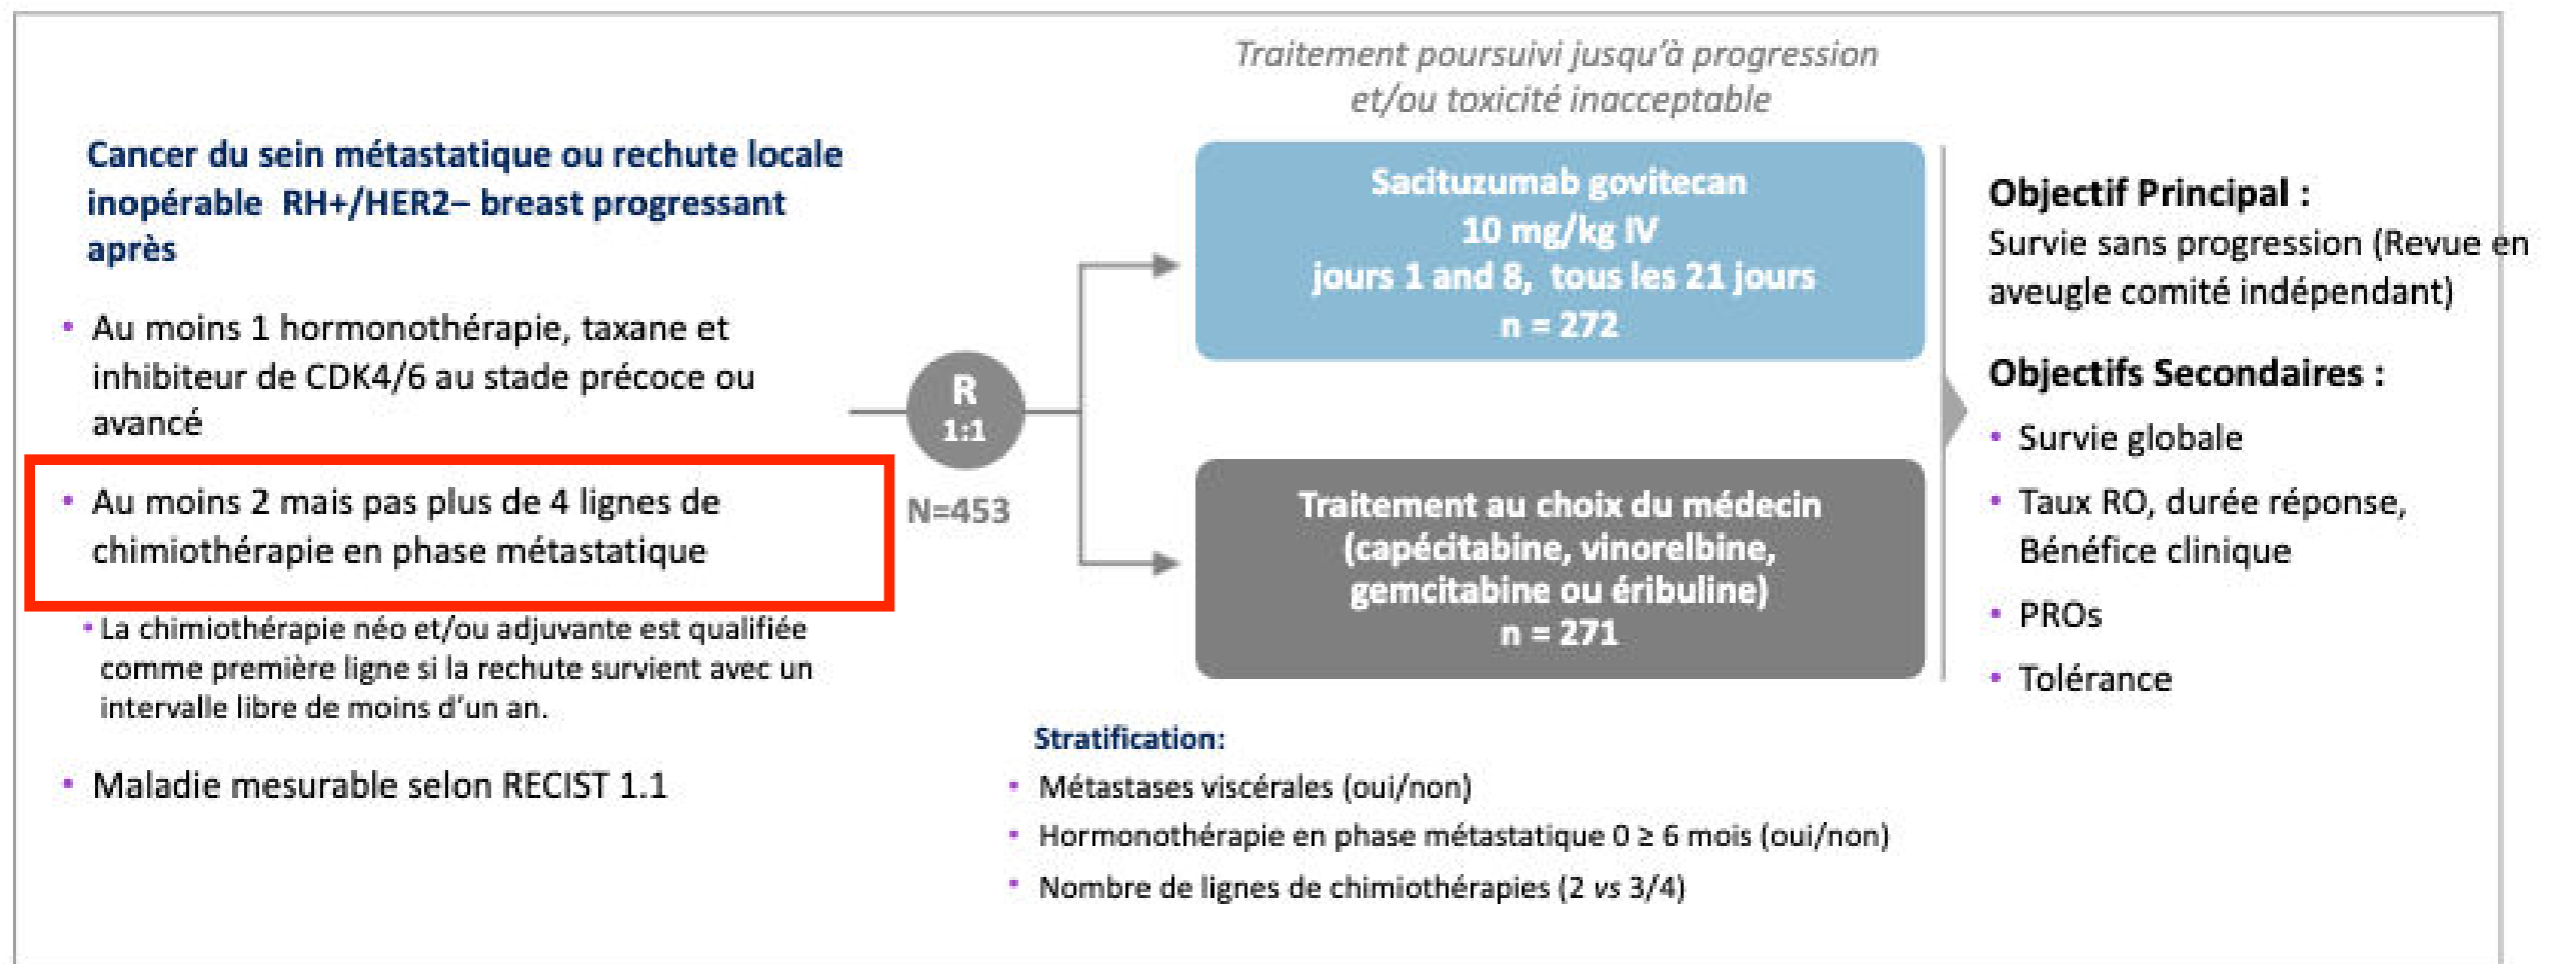 Traitement poursuivi jusqu'à progression
et/ou toxicité inacceptable
Cancer du sein métastatique ou rechute locale
inopérable RH+/HER2– breast progressant
après
• Au moins 1 hormonothérapie, taxane et
inhibiteur de CDK4/6 au stade précoce ou
avancé
• Au moins 2 mais pas plus de 4 lignes de
chimiothérapie en phase métastatique
• La chimiothérapie néo et/ou adjuvante est qualifiée
comme première ligne si la rechute survient avec un
intervalle libre de moins d'un an.
• Maladie mesurable selon RECIST 1.1
R
1:1
N=453
Sacituzumab govitecan
10 mg/kg IV
jours 1 and 8, tous les 21 jours
n = 272
Traitement au choix du médecin
(capécitabine, vinorelbine,
gemcitabine ou éribuline)
n = 271
Stratification:
• Métastases viscérales (oui/non)
• Hormonothérapie en phase métastatique 0 ≥ 6 mois (oui/non)
• Nombre de lignes de chimiothérapies (2 vs 3/4)
Objectif Principal :
Survie sans progression (Revue en
aveugle comité indépendant)
Objectifs Secondaires :
• Survie globale
• Taux RO, durée réponse,
Bénéfice clinique
• PROs
• Tolérance